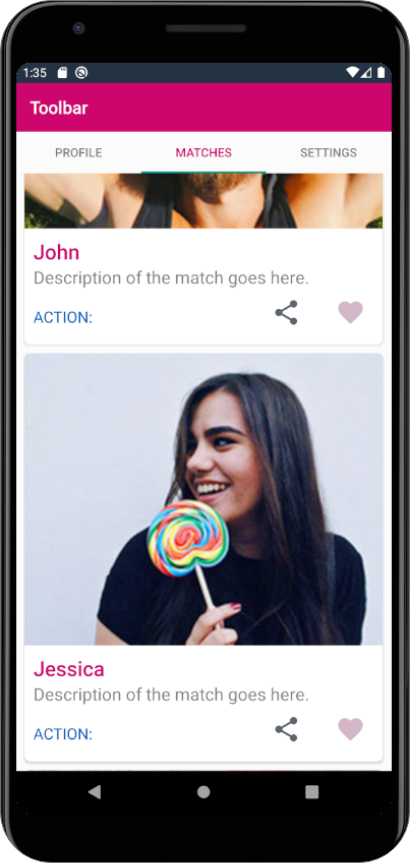 1:35
Toolbar
PROFILE MATCHES SETTINGS
John
Description of the match goes here.
ACTION:
Jessica
Description of the match goes here.
ACTION: